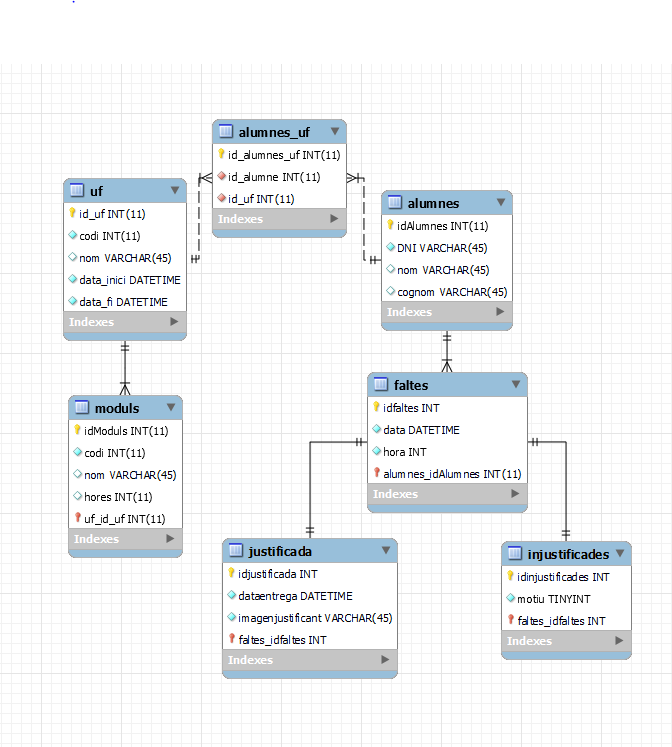 alumnes_uf
id_alumnes_uf INT(11)
id_alumne INT(11)
id_uf INT(11)
Indexes
uf
id_uf INT(11)
codi INT(11)
nom VARCHAR(45)
data_inici DATETIME
data_fi DATETIME
Indexes
alumnes
idAlumnes INT(11)
DNI VARCHAR(45)
nom VARCHAR(45)
cognom VARCHAR(45)
Indexes
moduls
idModuls INT(11)
codi INT(11)
nom VARCHAR(45)
hores INT(11)
uf_id_uf INT(11)
Indexes
faltes
idfaltes INT
data DATETIME
hora INT
alumnes_idAlumnes INT(11)
Indexes
justificada
idjustificada INT
dataentrega DATETIME
imagenjustificant VARCHAR(45)
faltes_idfaltes INT
Indexes
injustificades
idinjustificades INT
motiu TINYINT
faltes_idfaltes INT
Indexes